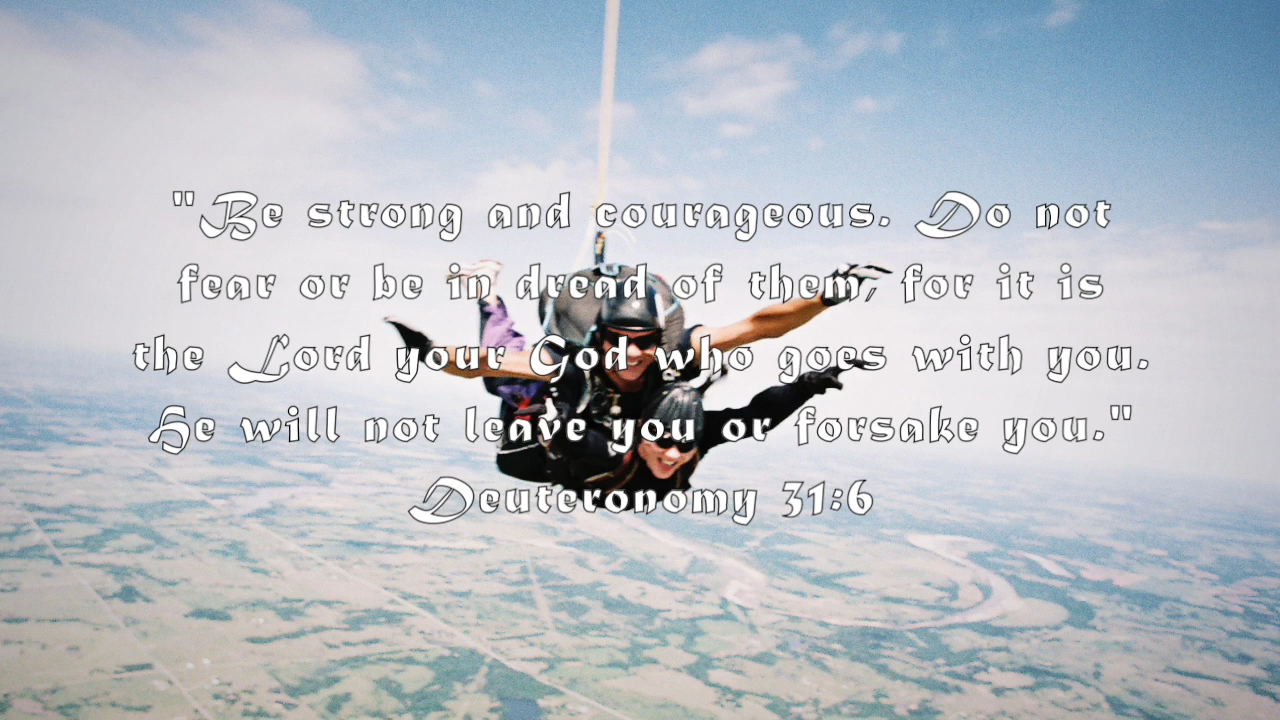 "Be strong and courageous. Do not
fear or be in dread of them, for it is
the Lord your God who goes with you.
He will not leave you or forsake you."
Deuteronomy 31:6